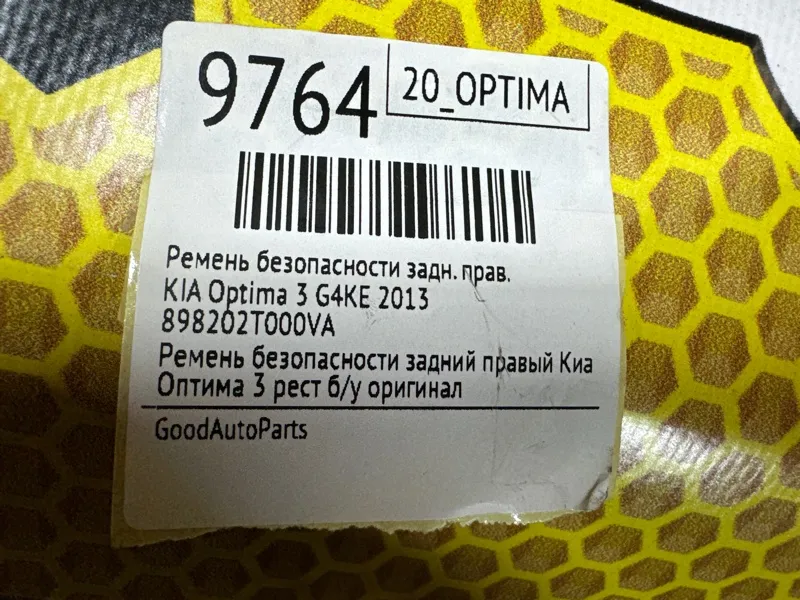 9764
20_OPTIMA
Ремень безопасности задн. прав.
KIA Optima 3 G4KE 2013
898202T000VA
Ремень безопасности задний правый Киа
Оптима 3 рест б/у оригинал
GoodAutoParts